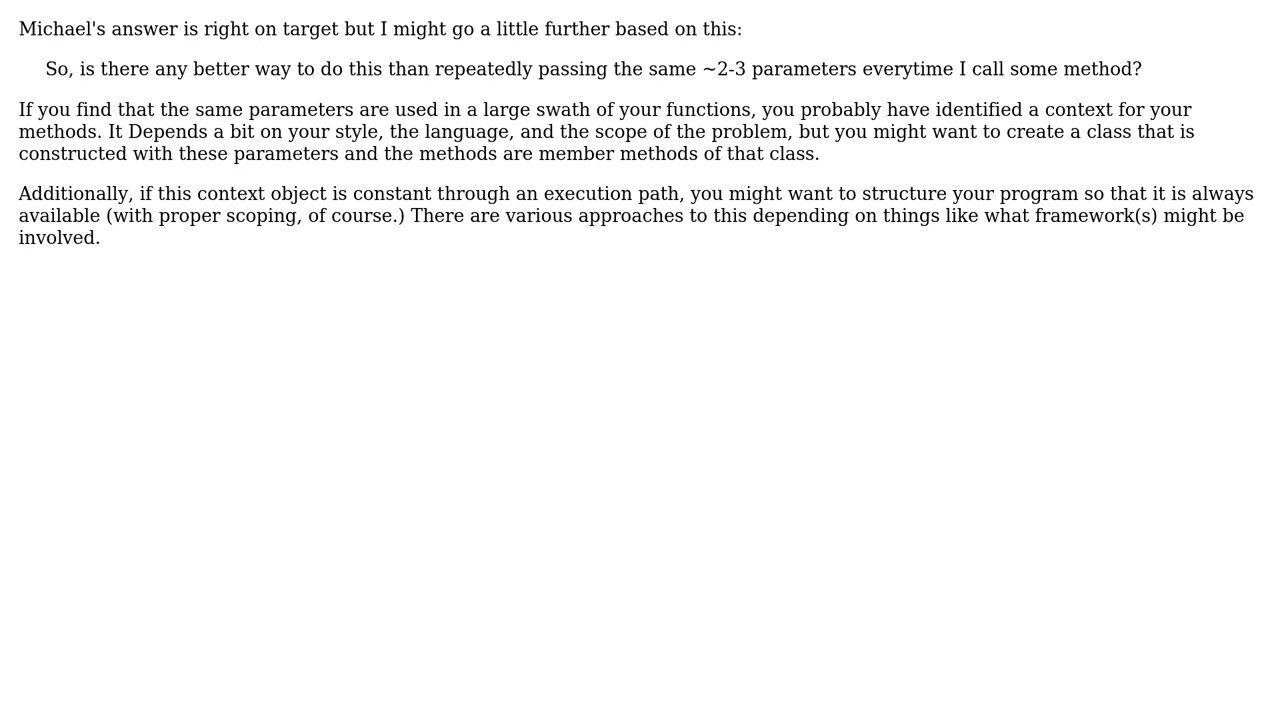 Michael's answer is right on target but I might go a little further based on this:
So, is there any better way to do this than repeatedly passing the same ~2-3 parameters everytime I call some method?
If you find that the same parameters are used in a large swath of your functions, you probably have identified a context for your
methods. It Depends a bit on your style, the language, and the scope of the problem, but you might want to create a class that is
constructed with these parameters and the methods are member methods of that class.
Additionally, if this context object is constant through an execution path, you might want to structure your program so that it is always
available (with proper scoping, of course.) There are various approaches to this depending on things like what framework(s) might be
involved.